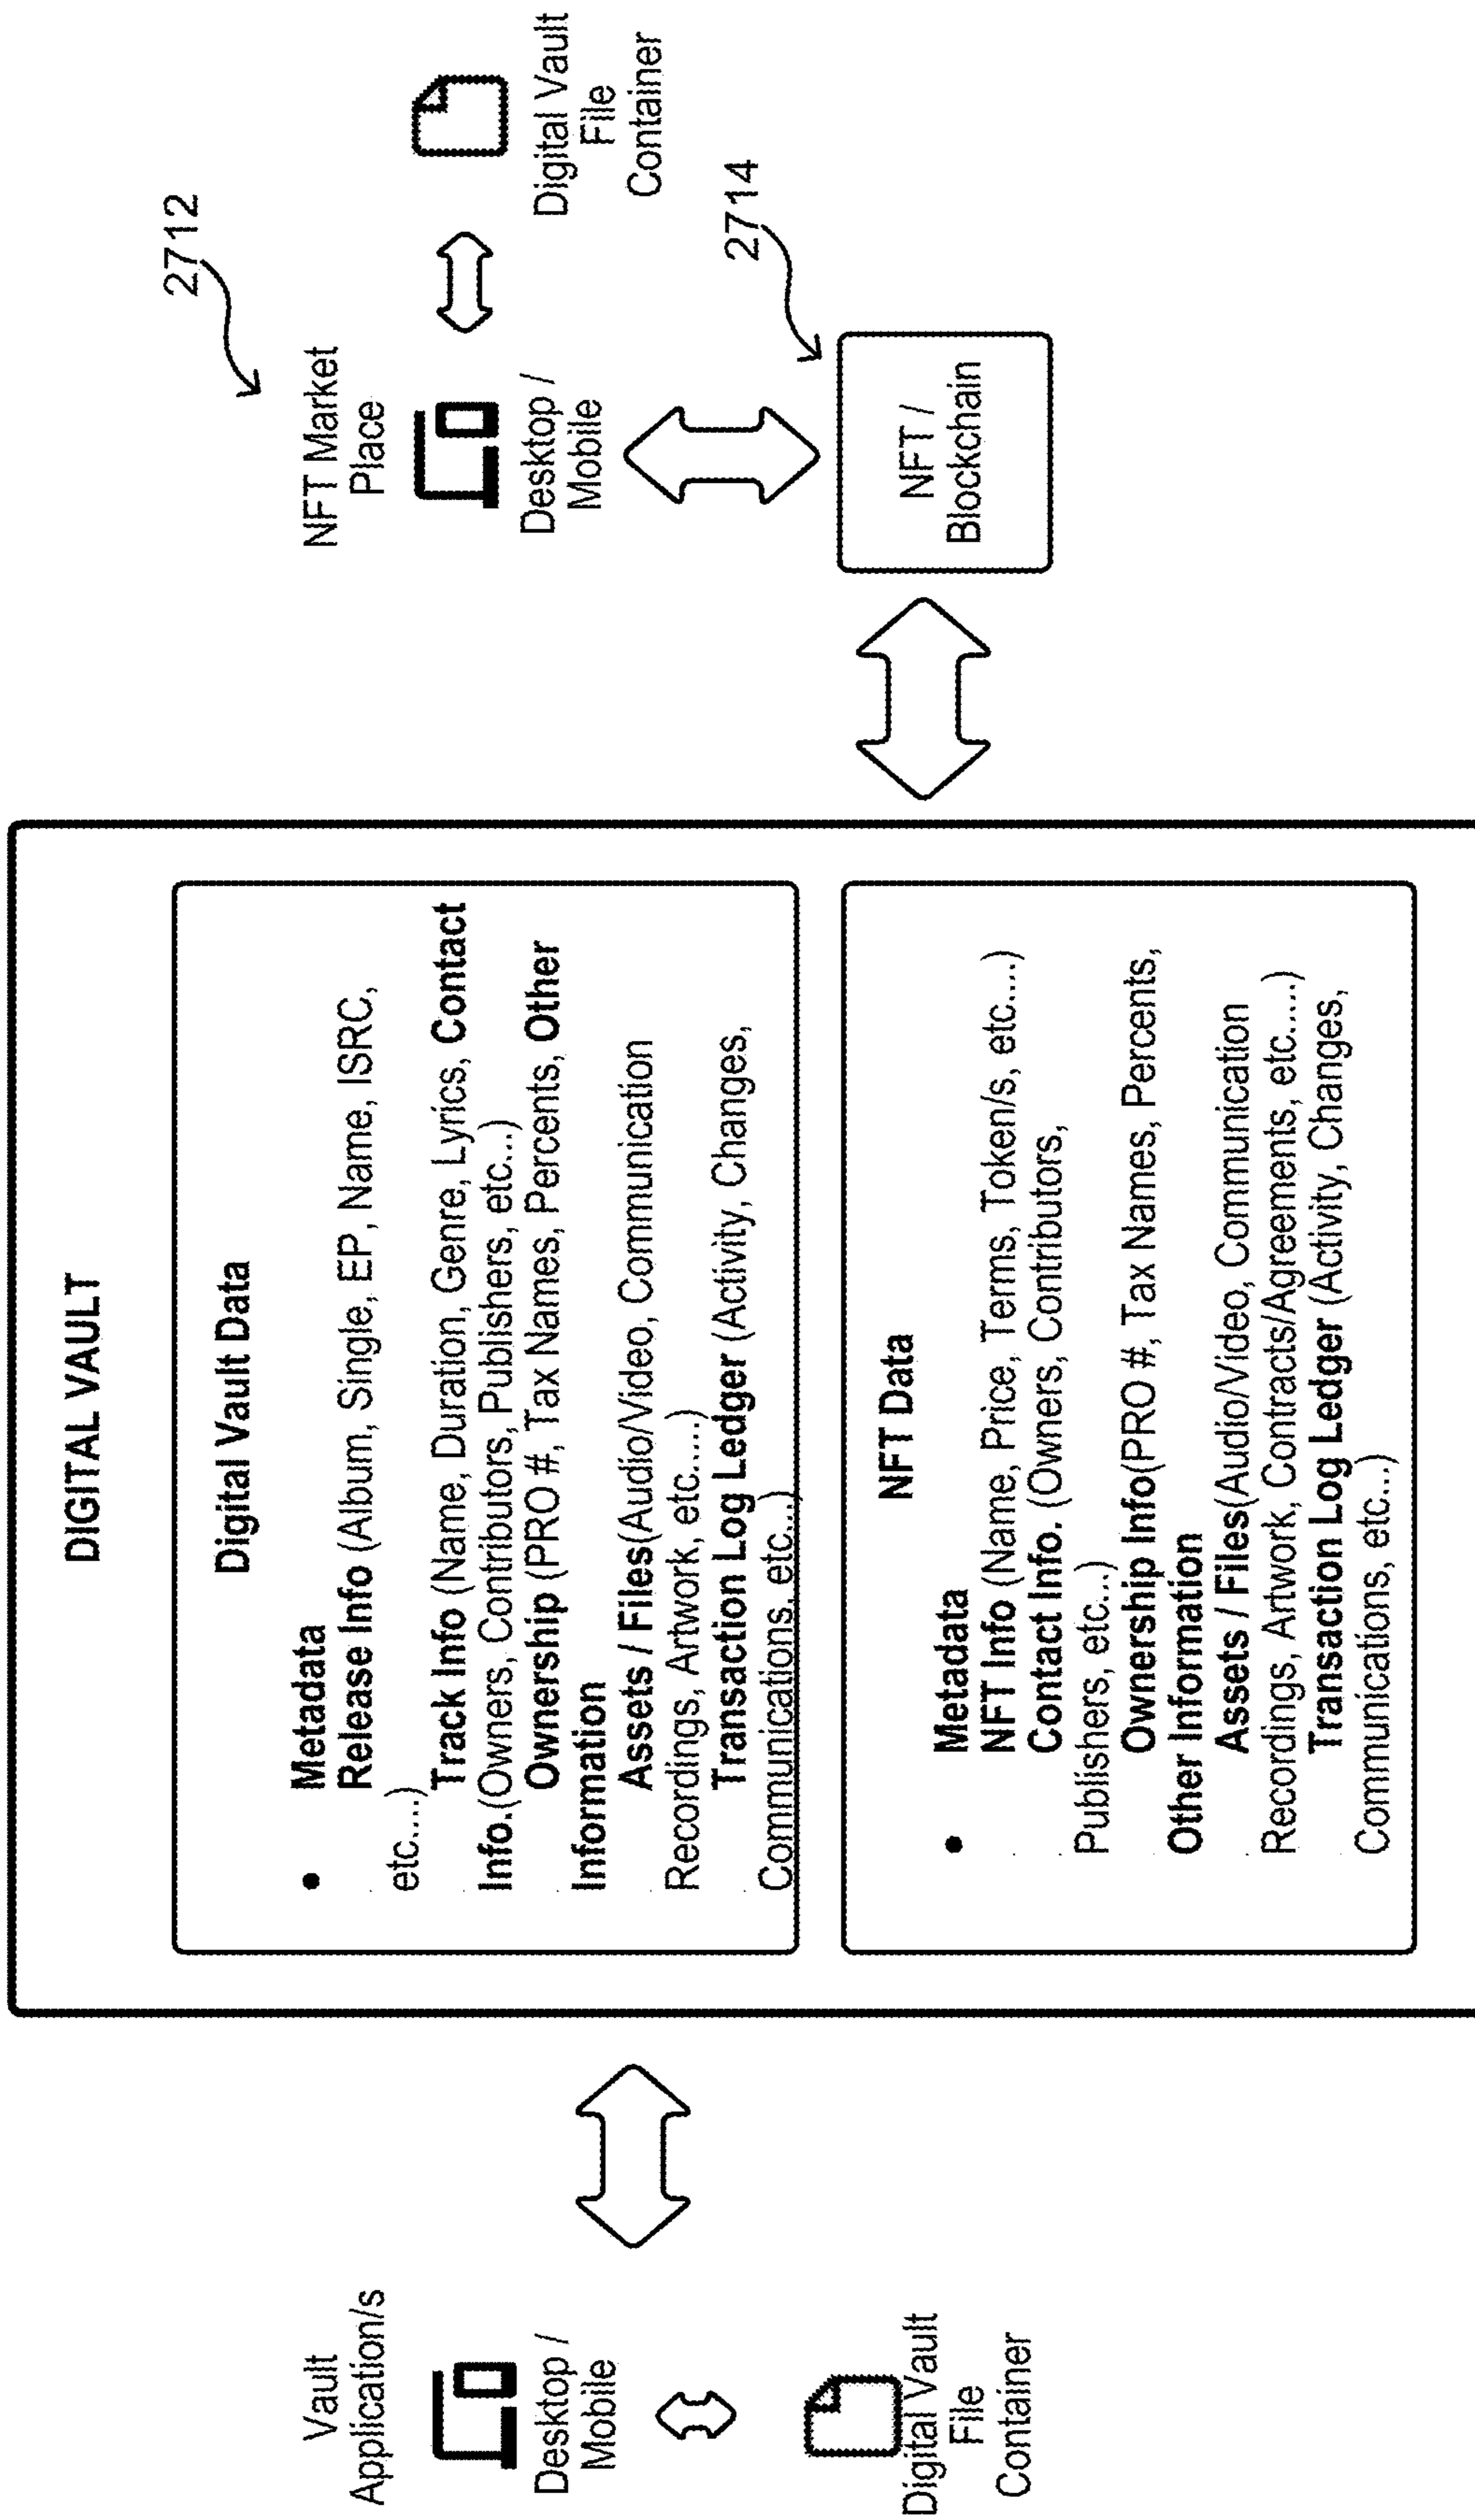 DIGITAL VAULT
Vault
Application/s
Desktop /
Mobile
Digital Vault
File
Container
Digital Vault Data
• Metadata
Release Info (Album, Single, EP, Name, ISRC,
etc....)
Track Info (Name, Duration, Genre, Lyrics, Contact
Info.(Owners, Contributors, Publishers, etc...)
Ownership (PRO #, Tax Names, Percents, Other
Information
Assets / Files(Audio/Video, Communication
Recordings, Artwork, etc.....)
Transaction Log Ledger (Activity, Changes,
Communications, etc...)
NFT Data
• Metadata
NFT Info (Name, Price, Terms, Token/s, etc....)
Contact Info. (Owners, Contributors,
Publishers, etc...)
Ownership Info(PRO #, Tax Names, Percents,
Other Information
Assets / Files(Audio/Video, Communication
Recordings, Artwork, Contracts/Agreements, etc.....)
Transaction Log Ledger (Activity, Changes,
Communications, etc...)
2712
NFT Market
Place
Desktop /
Mobile
Digital Vault
File
Container
2714
NFT /
Blockchain